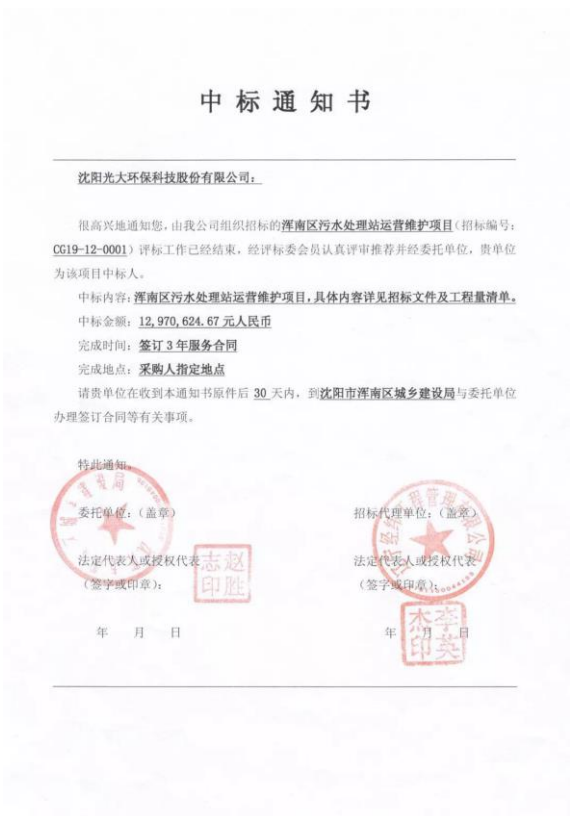 中标通知书
沈阳光大环保科技股份有限公司：
很高兴地通知您，由我公司组织招标的浑南区污水处理站运营维护项目（招标编号：
CG19-12-0001）评标工作已经结束，经评标委会员认真评审推荐并经委托单位，贵单位
为该项目中标人。
中标内容：浑南区污水处理站运营维护项目，具体内容详见招标文件及工程量清单。
中标金额：12,970,624.67 元人民币
完成时间：签订 3 年服务合同
完成地点：采购人指定地点
请贵单位在收到本通知书原件后 30 天内，到沈阳市浑南区城乡建设局与委托单位
办理签订合同等有关事项。
特此通知。
委托单位：（盖章） 招标代理单位：（盖章）
法定代表人或授权代表 法定代表人或授权代表
（签字或印章）： （签字或印章）：
赵胜志印
年 月 日 年 月 日
李英杰印